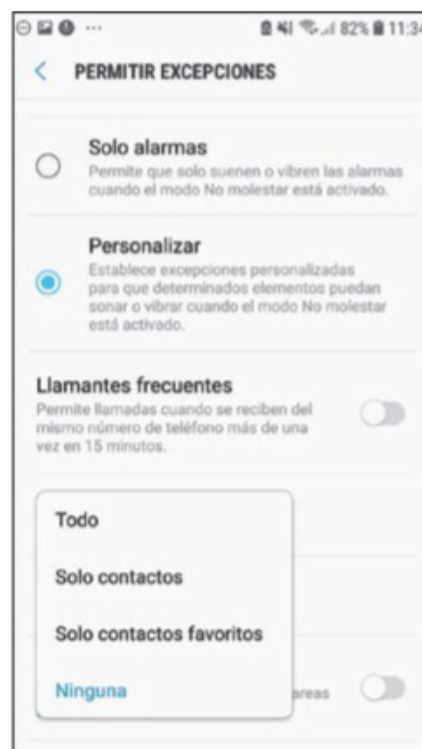 82% 11:34
PERMITIR EXCEPCIONES
Solo alarmas
Permite que solo suenen o vibren las alarmas
cuando el modo No molestar está activado.
Personalizar
Establece excepciones personalizadas
para que determinados elementos puedan
sonar o vibrar cuando el modo No molestar
está activado.
Llamantes frecuentes
Permite llamadas cuando se reciben del
mismo número de teléfono más de una
vez en 15 minutos.
Todo
Solo contactos
Solo contactos favoritos
Ninguna
areas